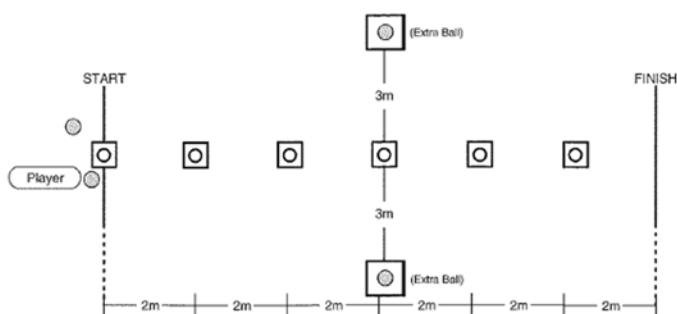 (Extra Ball)
START
FINISH
3m
Player
3m
(Extra Ball)
2m 2m 2m 2m 2m 2m